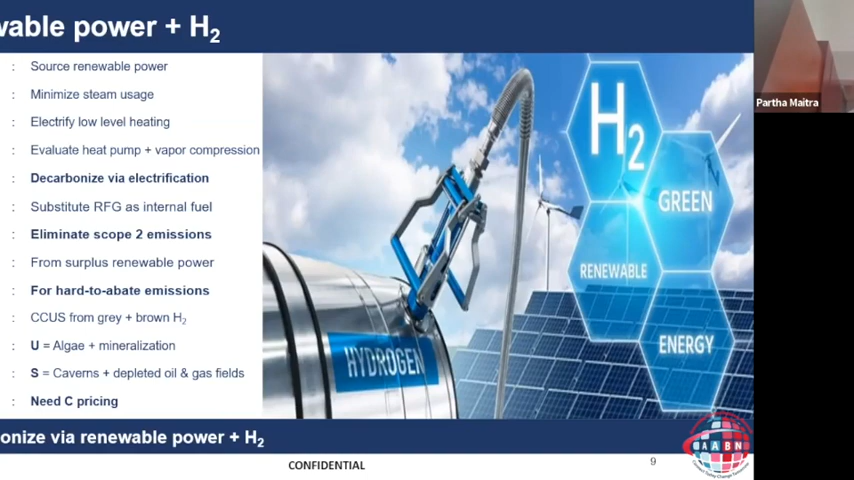 wable power + H₂
: Source renewable power
: Minimize steam usage
: Electrify low level heating
: Evaluate heat pump + vapor compression
: Decarbonize via electrification
: Substitute RFG as internal fuel
: Eliminate scope 2 emissions
: From surplus renewable power
: For hard-to-abate emissions
: CCUS from grey + brown H₂
: U = Algae + mineralization
: S = Caverns + depleted oil & gas fields
: Need C pricing
H₂
GREEN
RENEWABLE
ENERGY
HYDROGEN
onize via renewable power + H₂
CONFIDENTIAL
9
AABN
Partha Maitra